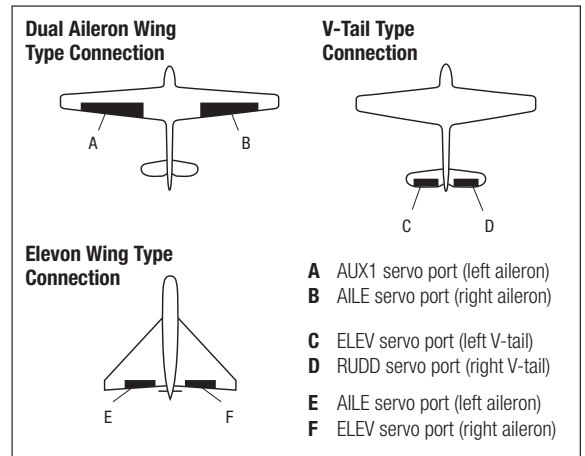 Dual Aileron Wing
Type Connection
A
B
V-Tail Type
Connection
C
D
Elevon Wing Type
Connection
E
F
A AUX1 servo port (left aileron)
B AILE servo port (right aileron)
C ELEV servo port (left V-tail)
D RUDD servo port (right V-tail)
E AILE servo port (left aileron)
F ELEV servo port (right aileron)